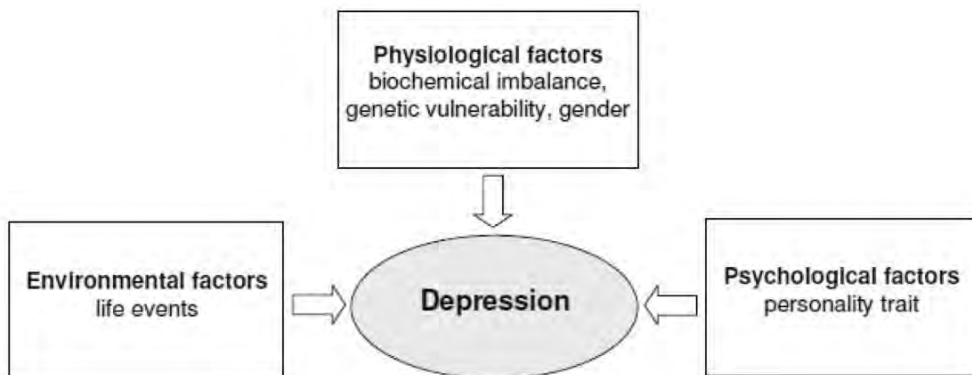 Physiological factors
biochemical imbalance,
genetic vulnerability, gender
Environmental factors
life events
Depression
Psychological factors
personality trait